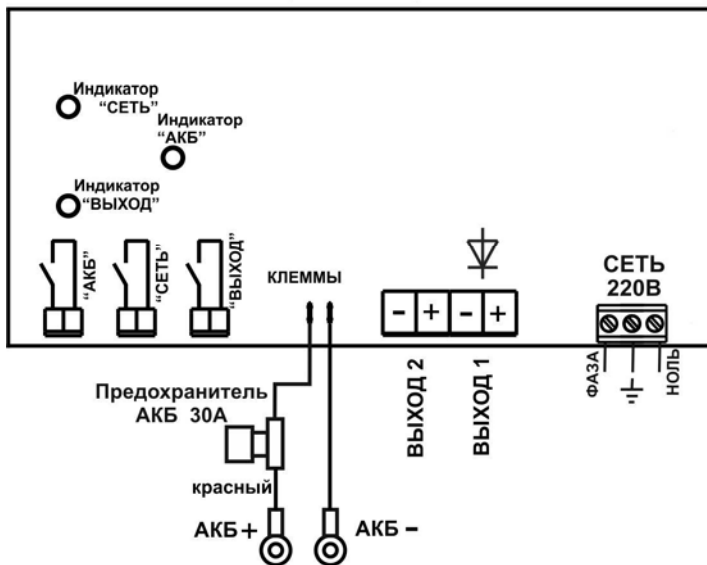 Индикатор
“СЕТЬ”
Индикатор
“АКБ”
Индикатор
“ВЫХОД”
“АКБ”
“СЕТЬ”
“ВЫХОД”
КЛЕММЫ
- + - +
СЕТЬ
220В
ВЫХОД 2
ВЫХОД 1
ФАЗА
НОЛЬ
Предохранитель
АКБ 30А
красный
АКБ +
АКБ –